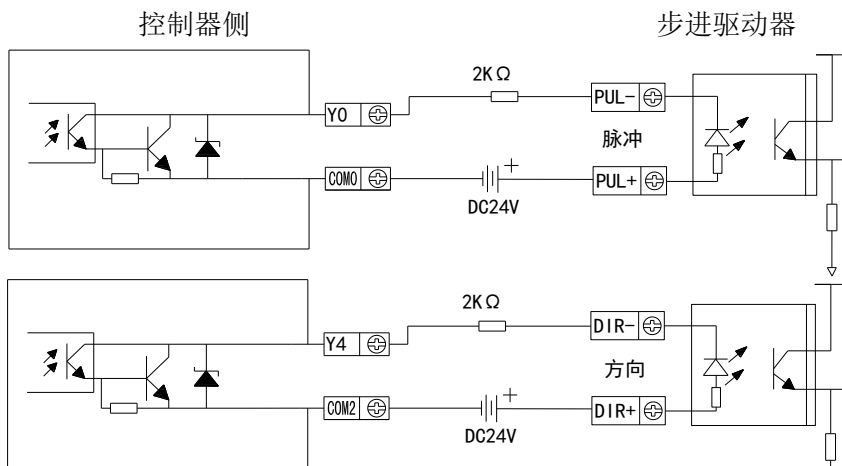 控制器侧 步进驱动器
2KΩ
Y0 PUL-
脉冲
COM0 + PUL+
DC24V
2KΩ
Y4 DIR-
方向
COM2 + DIR+
DC24V